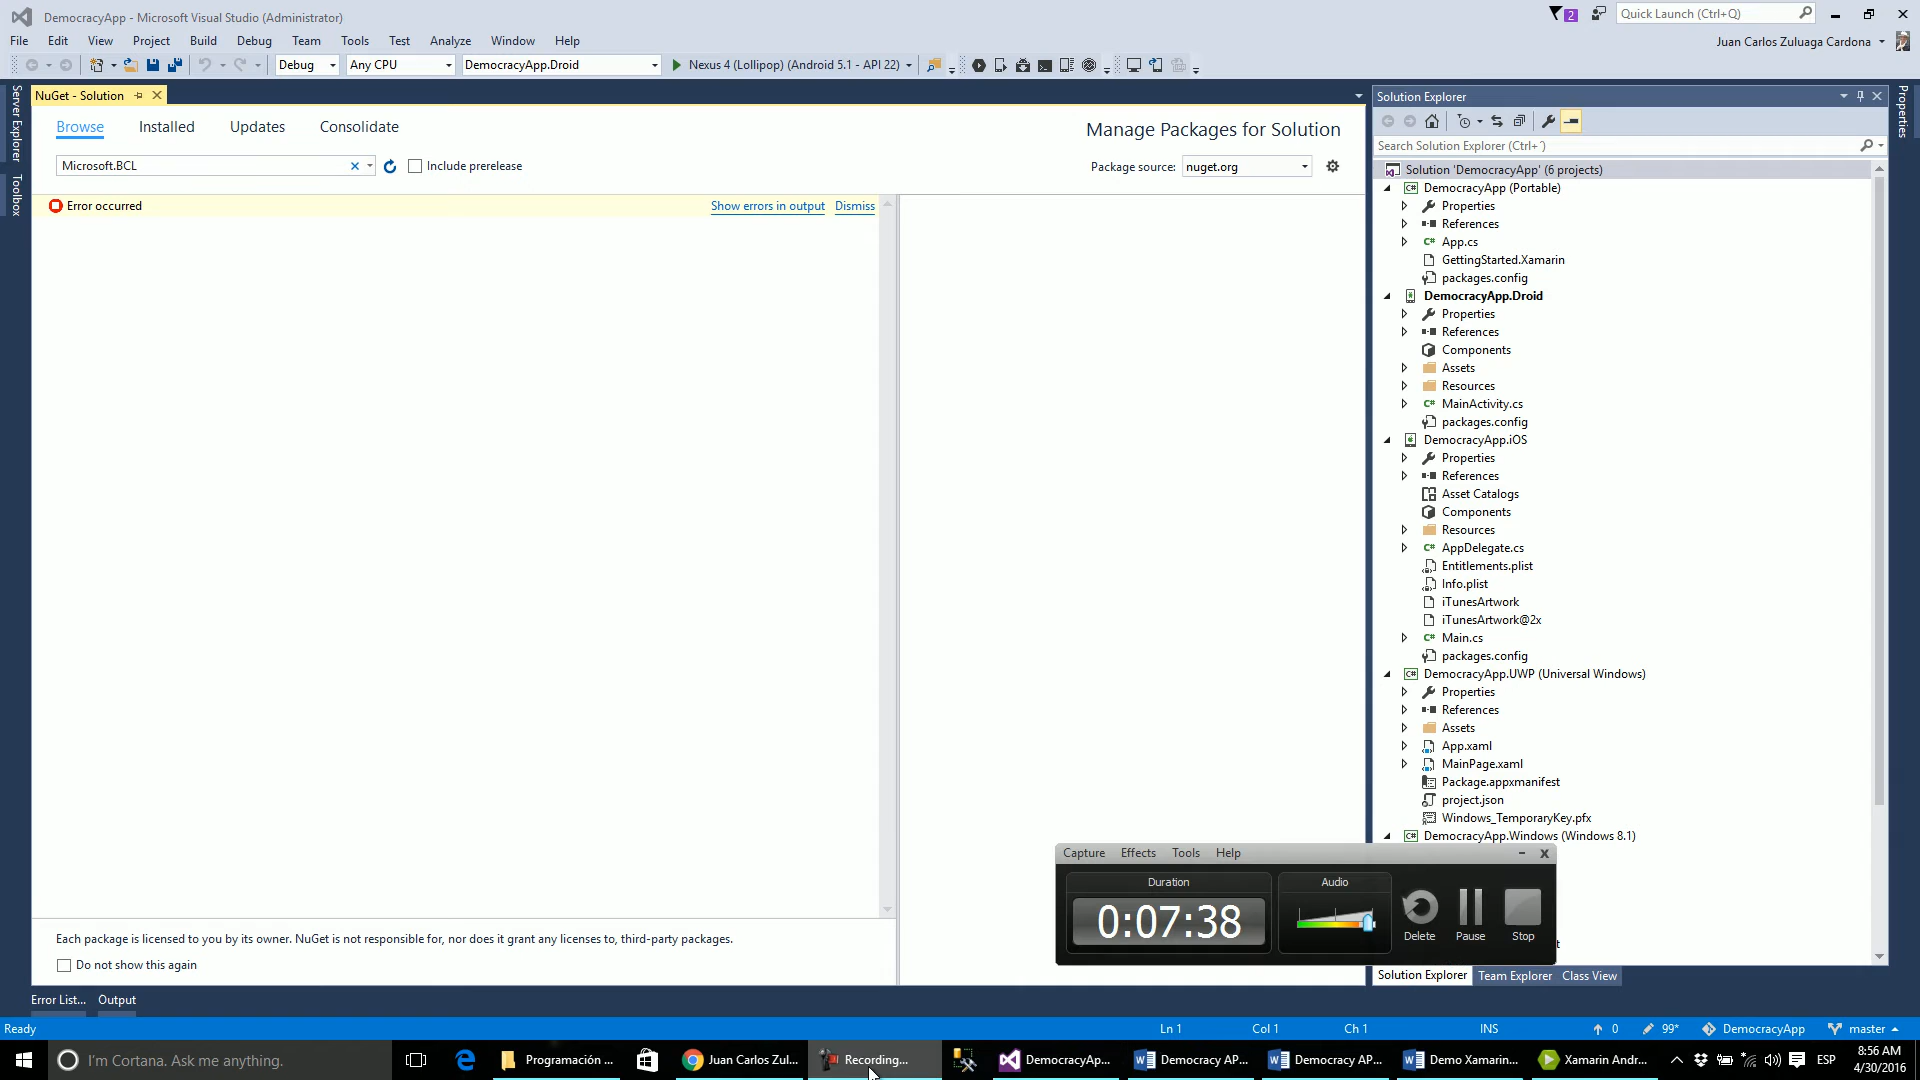 DemocracyApp - Microsoft Visual Studio (Administrator)
2
Quick Launch (Ctrl+Q)
File Edit View Project Build Debug Team Tools Test Analyze Window Help
Juan Carlos Zuluaga Cardona
Debug Any CPU DemocracyApp.Droid Nexus 4 (Lollipop) (Android 5.1 - API 22)
Server Explorer
Toolbox
Properties
NuGet - Solution
Browse Installed Updates Consolidate
Manage Packages for Solution
Microsoft.BCL
Include prerelease
Package source: nuget.org
Error occurred
Show errors in output Dismiss
Each package is licensed to you by its owner. NuGet is not responsible for, nor does it grant any licenses to, third-party packages.
Do not show this again
Solution Explorer
Search Solution Explorer (Ctrl+´)
Solution 'DemocracyApp' (6 projects)
DemocracyApp (Portable)
Properties
References
App.cs
GettingStarted.Xamarin
packages.config
DemocracyApp.Droid
Properties
References
Components
Assets
Resources
MainActivity.cs
packages.config
DemocracyApp.iOS
Properties
References
Asset Catalogs
Components
Resources
AppDelegate.cs
Entitlements.plist
Info.plist
iTunesArtwork
iTunesArtwork@2x
Main.cs
packages.config
DemocracyApp.UWP (Universal Windows)
Properties
References
Assets
App.xaml
MainPage.xaml
Package.appxmanifest
project.json
Windows_TemporaryKey.pfx
DemocracyApp.Windows (Windows 8.1)
Capture Effects Tools Help
Duration
0:07:38
Audio
Delete Pause Stop
Solution Explorer Team Explorer Class View
Error List... Output
Ready
Ln 1 Col 1 Ch 1 INS
0 99* DemocracyApp master
I'm Cortana. Ask me anything.
Programación ...
Juan Carlos Zul...
Recording...
DemocracyApp...
Democracy AP...
Democracy AP...
Demo Xamarin...
Xamarin Andr...
ESP
8:56 AM
4/30/2016